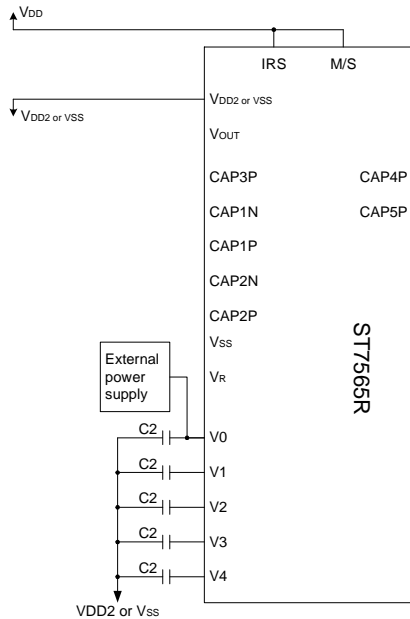 VDD
IRS M/S
VDD2 or VSS
VDD2 or VSS
VOUT
CAP3P CAP4P
CAP1N CAP5P
CAP1P
CAP2N
CAP2P
VSS
ST7565R
External
power
supply
VR
C2 V0
C2 V1
C2 V2
C2 V3
C2 V4
VDD2 or VSS